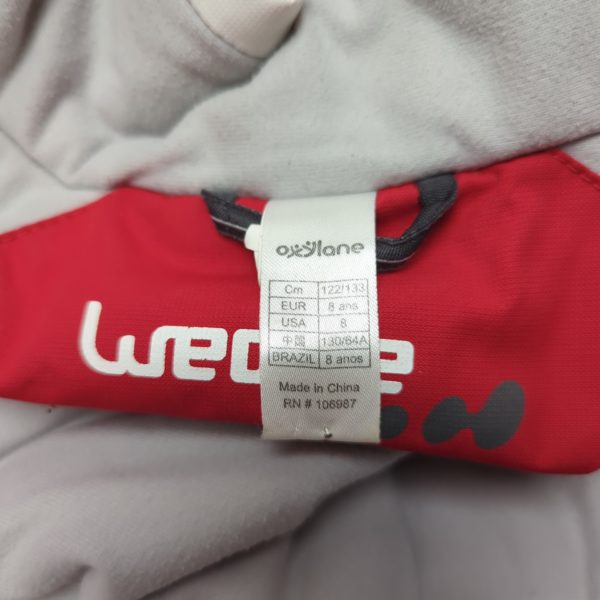 oxylane
Cm 122/133
EUR 8 ans
USA 8
中国 130/64A
BRAZIL 8 anos
Made in China
RN # 106987